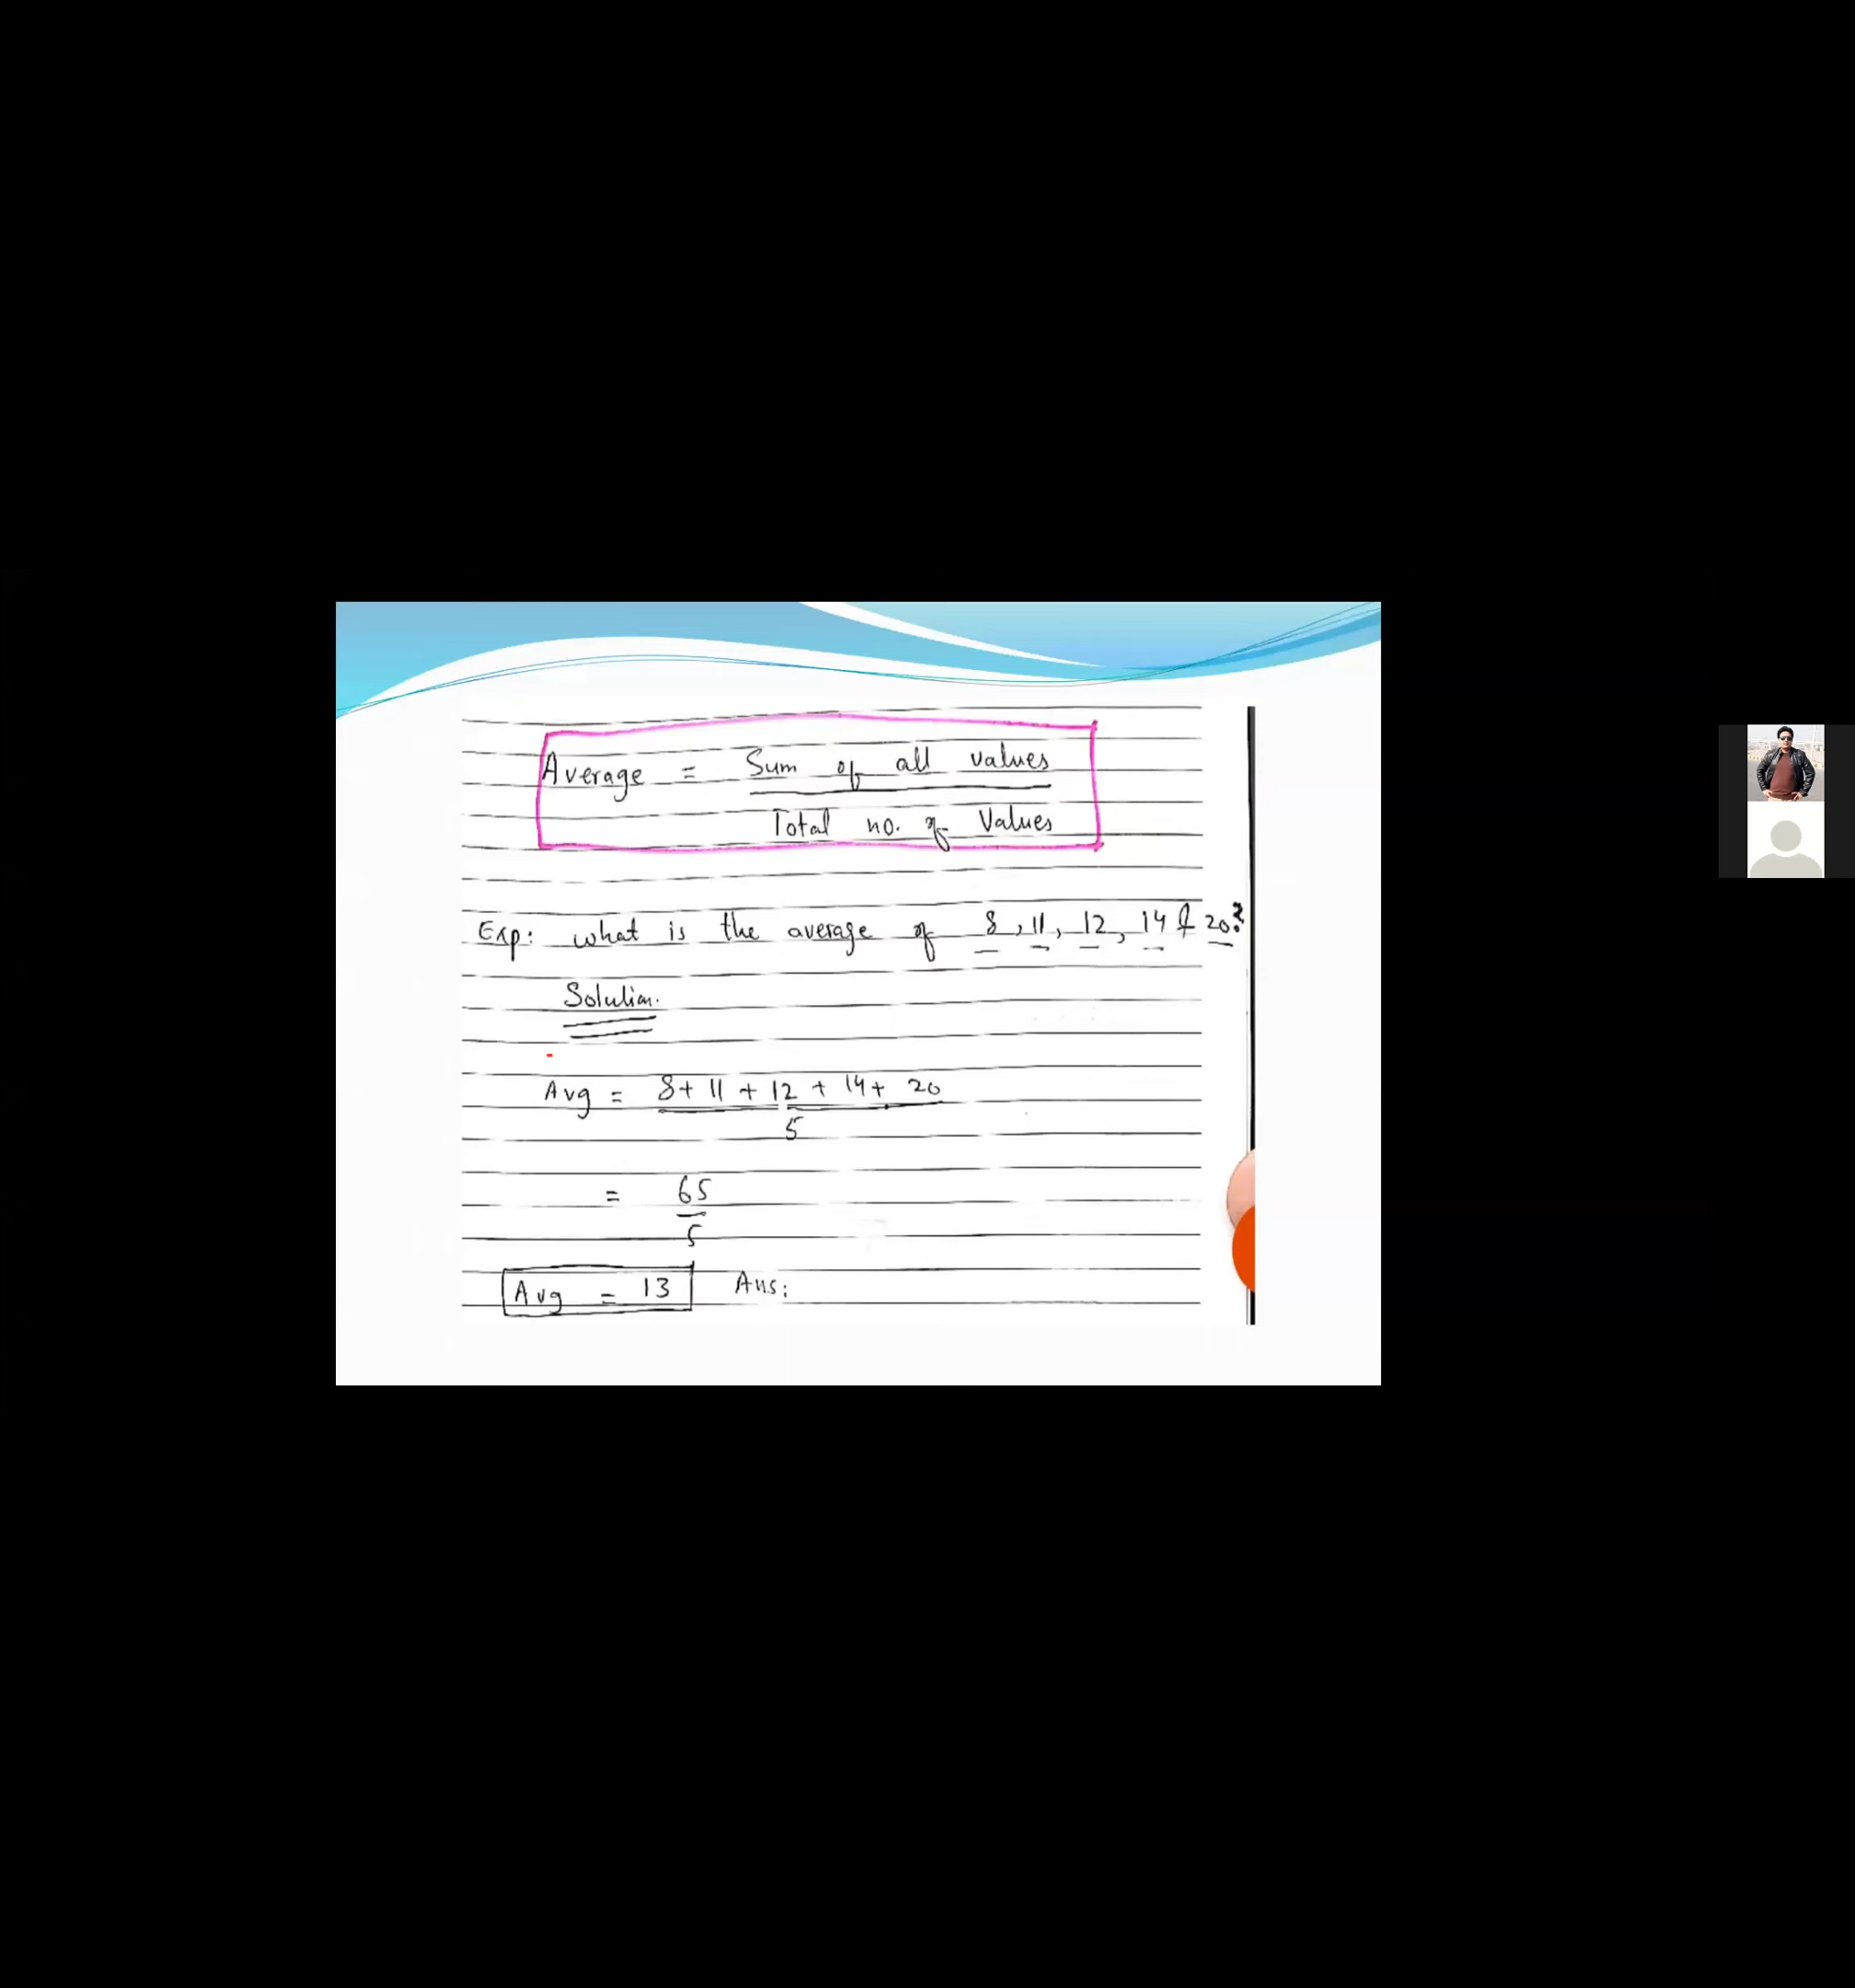 Average = Sum of all values
Total no. of Values
Exp: what is the average of 8, 11, 12, 14 & 20?
Solution.
Avg = 8+ 11 + 12 + 14+ 20
5
= 65
5
Avg = 13 Ans: